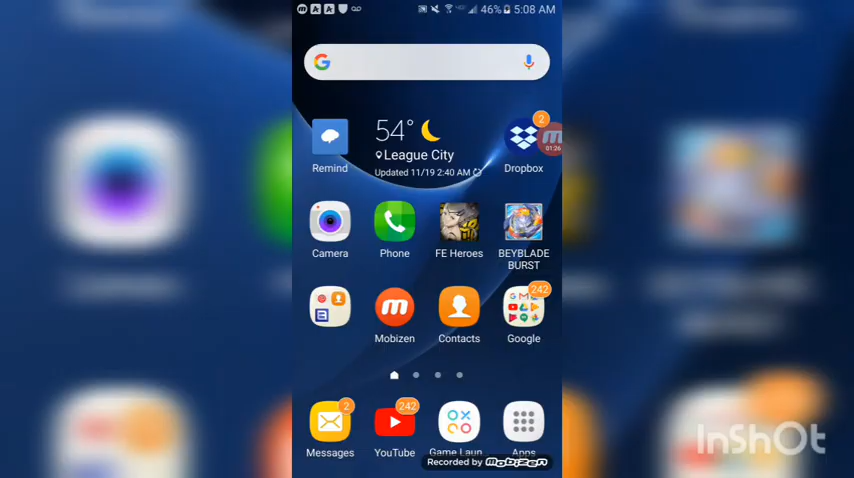 46% 5:08 AM
54°
League City
Updated 11/19 2:40 AM
Remind
2
01:26
Dropbox
Camera
Phone
FE Heroes
BEYBLADE
BURST
242
Mobizen
Contacts
Google
2
242
Messages
YouTube
Game Laun
Apps
Recorded by mobizen
InShOt